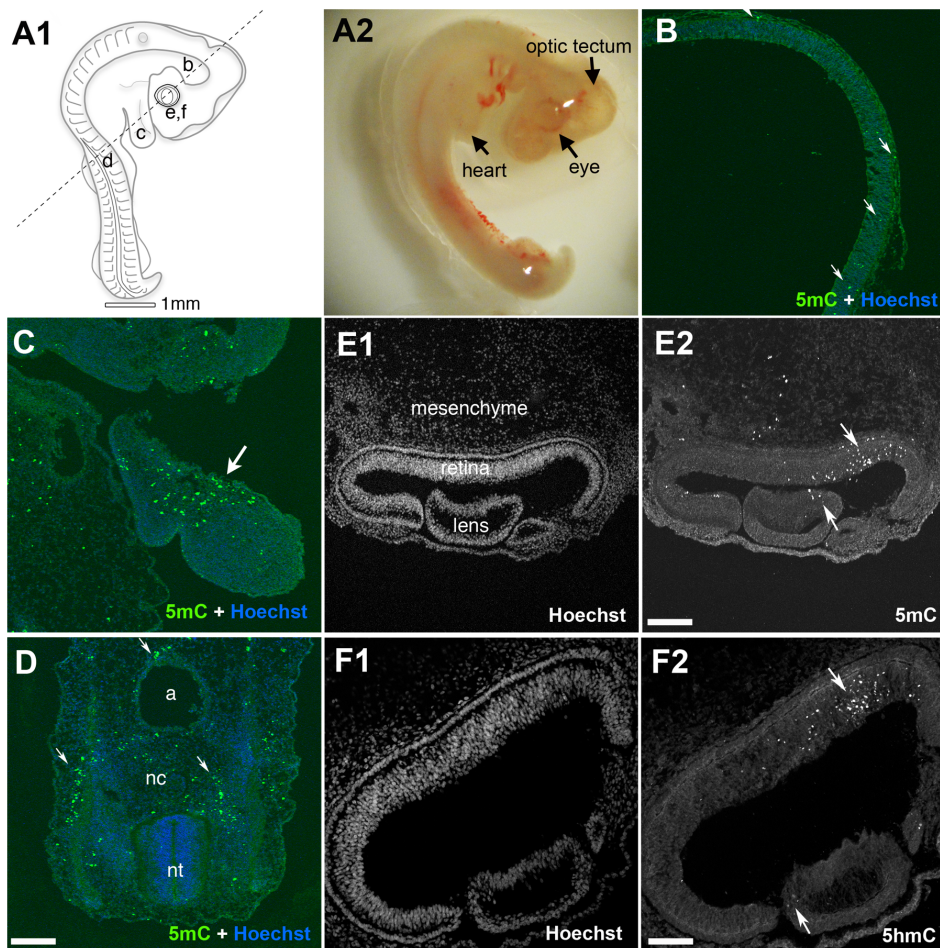 A1
b
e,f
c
d
1mm
A2
optic tectum
heart
eye
B
5mC + Hoechst
C
5mC + Hoechst
E1
mesenchyme
retina
lens
Hoechst
E2
5mC
D
a
nc
nt
5mC + Hoechst
F1
Hoechst
F2
5hmC